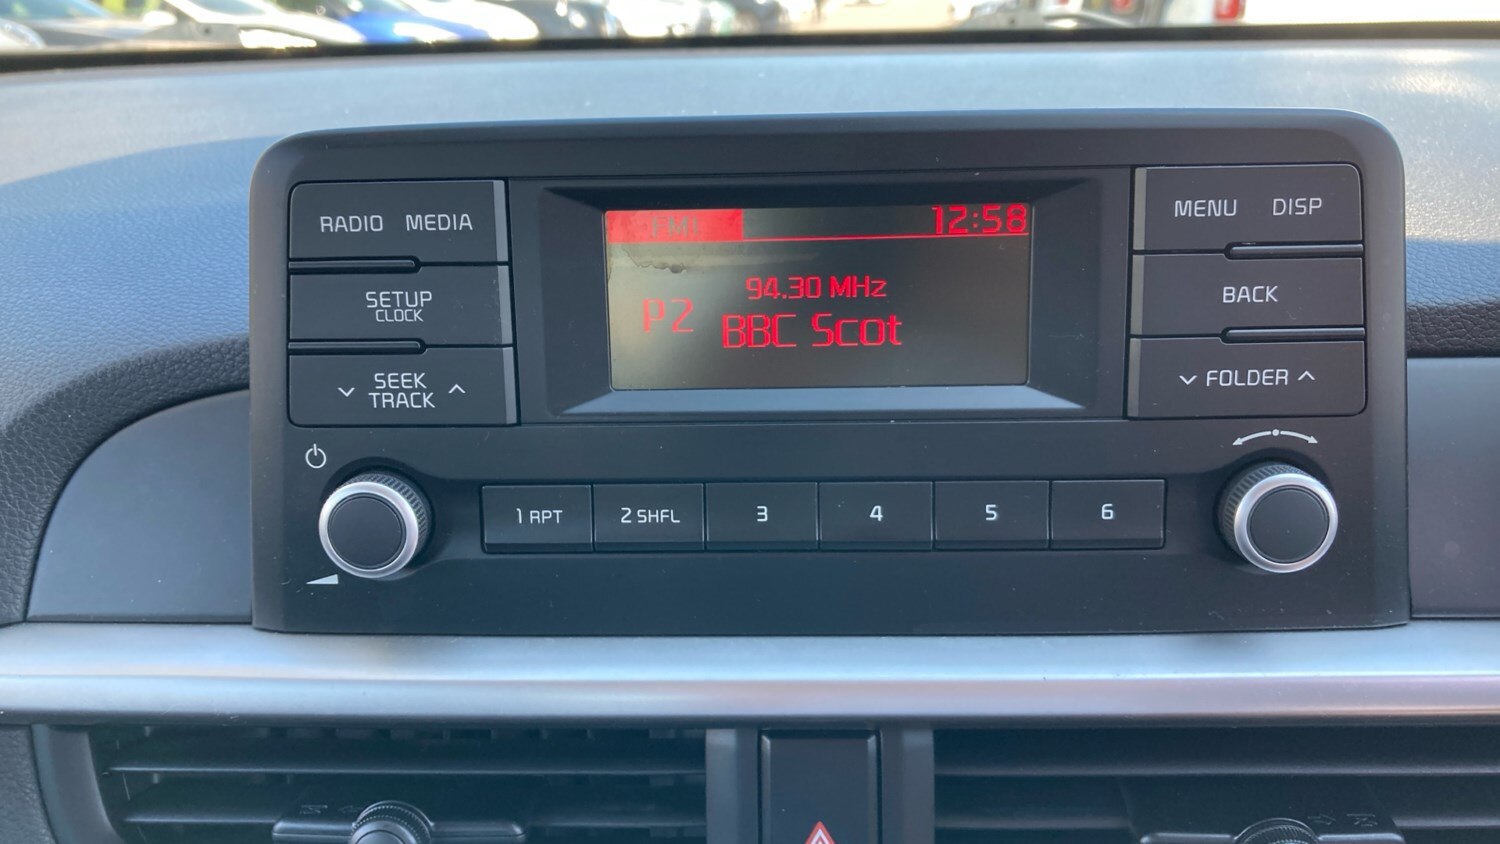 RADIO MEDIA
SETUP
CLOCK
SEEK
TRACK
FM1
12:58
94.30 MHz
P2
BBC Scot
MENU DISP
BACK
FOLDER
1 RPT
2 SHFL
3
4
5
6